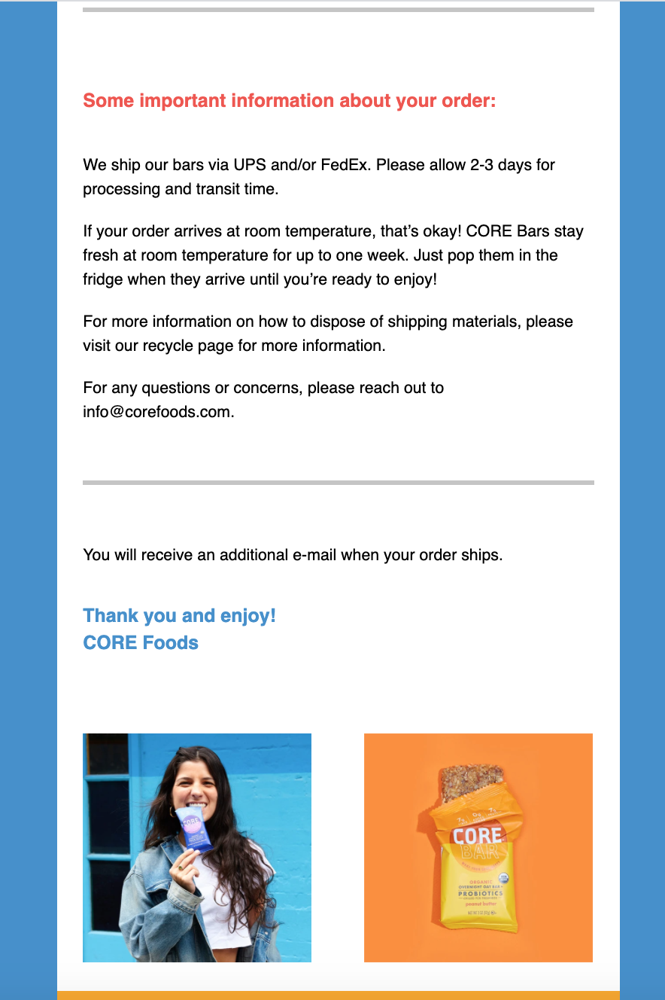 Some important information about your order:
We ship our bars via UPS and/or FedEx. Please allow 2-3 days for
processing and transit time.
If your order arrives at room temperature, that’s okay! CORE Bars stay
fresh at room temperature for up to one week. Just pop them in the
fridge when they arrive until you’re ready to enjoy!
For more information on how to dispose of shipping materials, please
visit our recycle page for more information.
For any questions or concerns, please reach out to
info@corefoods.com.
You will receive an additional e-mail when your order ships.
Thank you and enjoy!
CORE Foods
CORE
CORE
BAR
ORGANIC
OVERNIGHT OAT BAR
PROBIOTICS
peanut butter